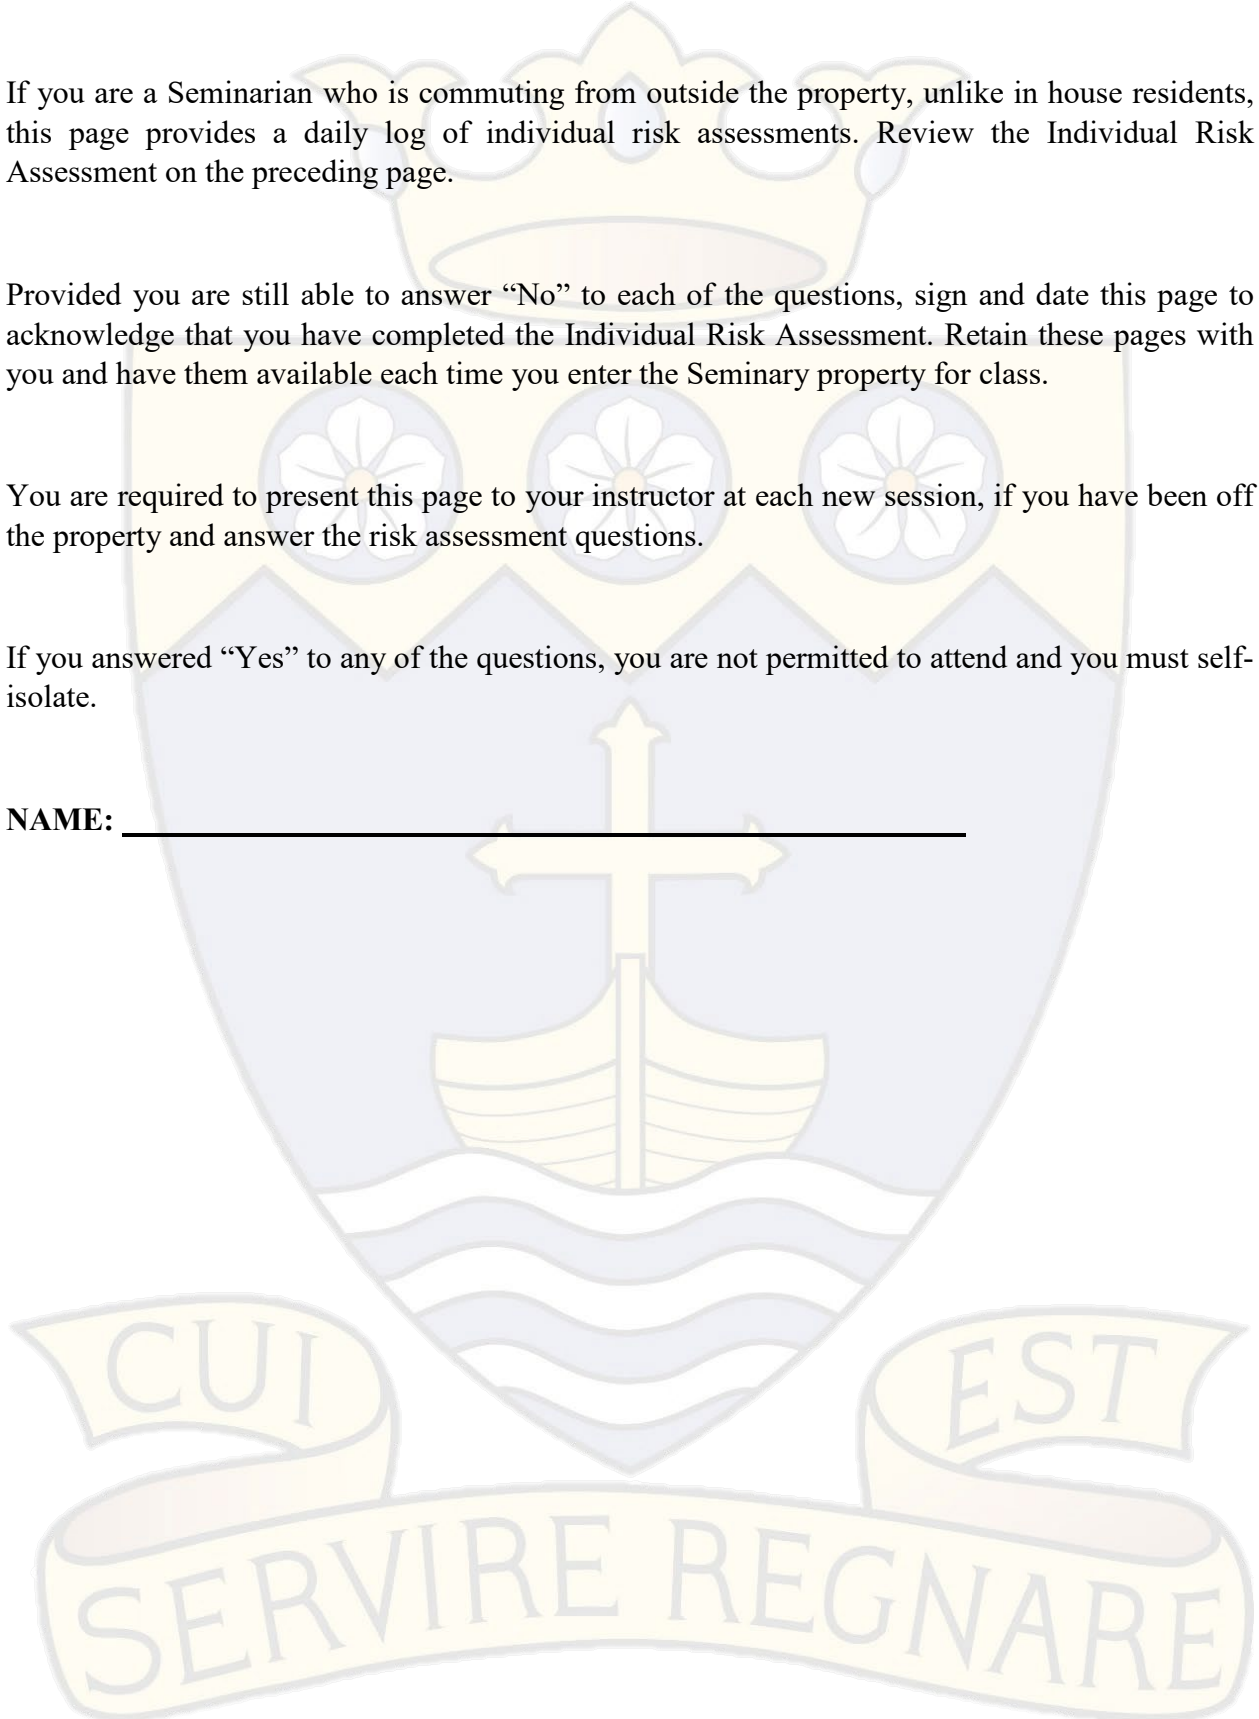 If you are a Seminarian who is commuting from outside the property, unlike in house residents,
this page provides a daily log of individual risk assessments. Review the Individual Risk
Assessment on the preceding page.
Provided you are still able to answer “No” to each of the questions, sign and date this page to
acknowledge that you have completed the Individual Risk Assessment. Retain these pages with
you and have them available each time you enter the Seminary property for class.
You are required to present this page to your instructor at each new session, if you have been off
the property and answer the risk assessment questions.
If you answered “Yes” to any of the questions, you are not permitted to attend and you must self-
isolate.
NAME:
CUI
SERVIRE REGNARE
EST